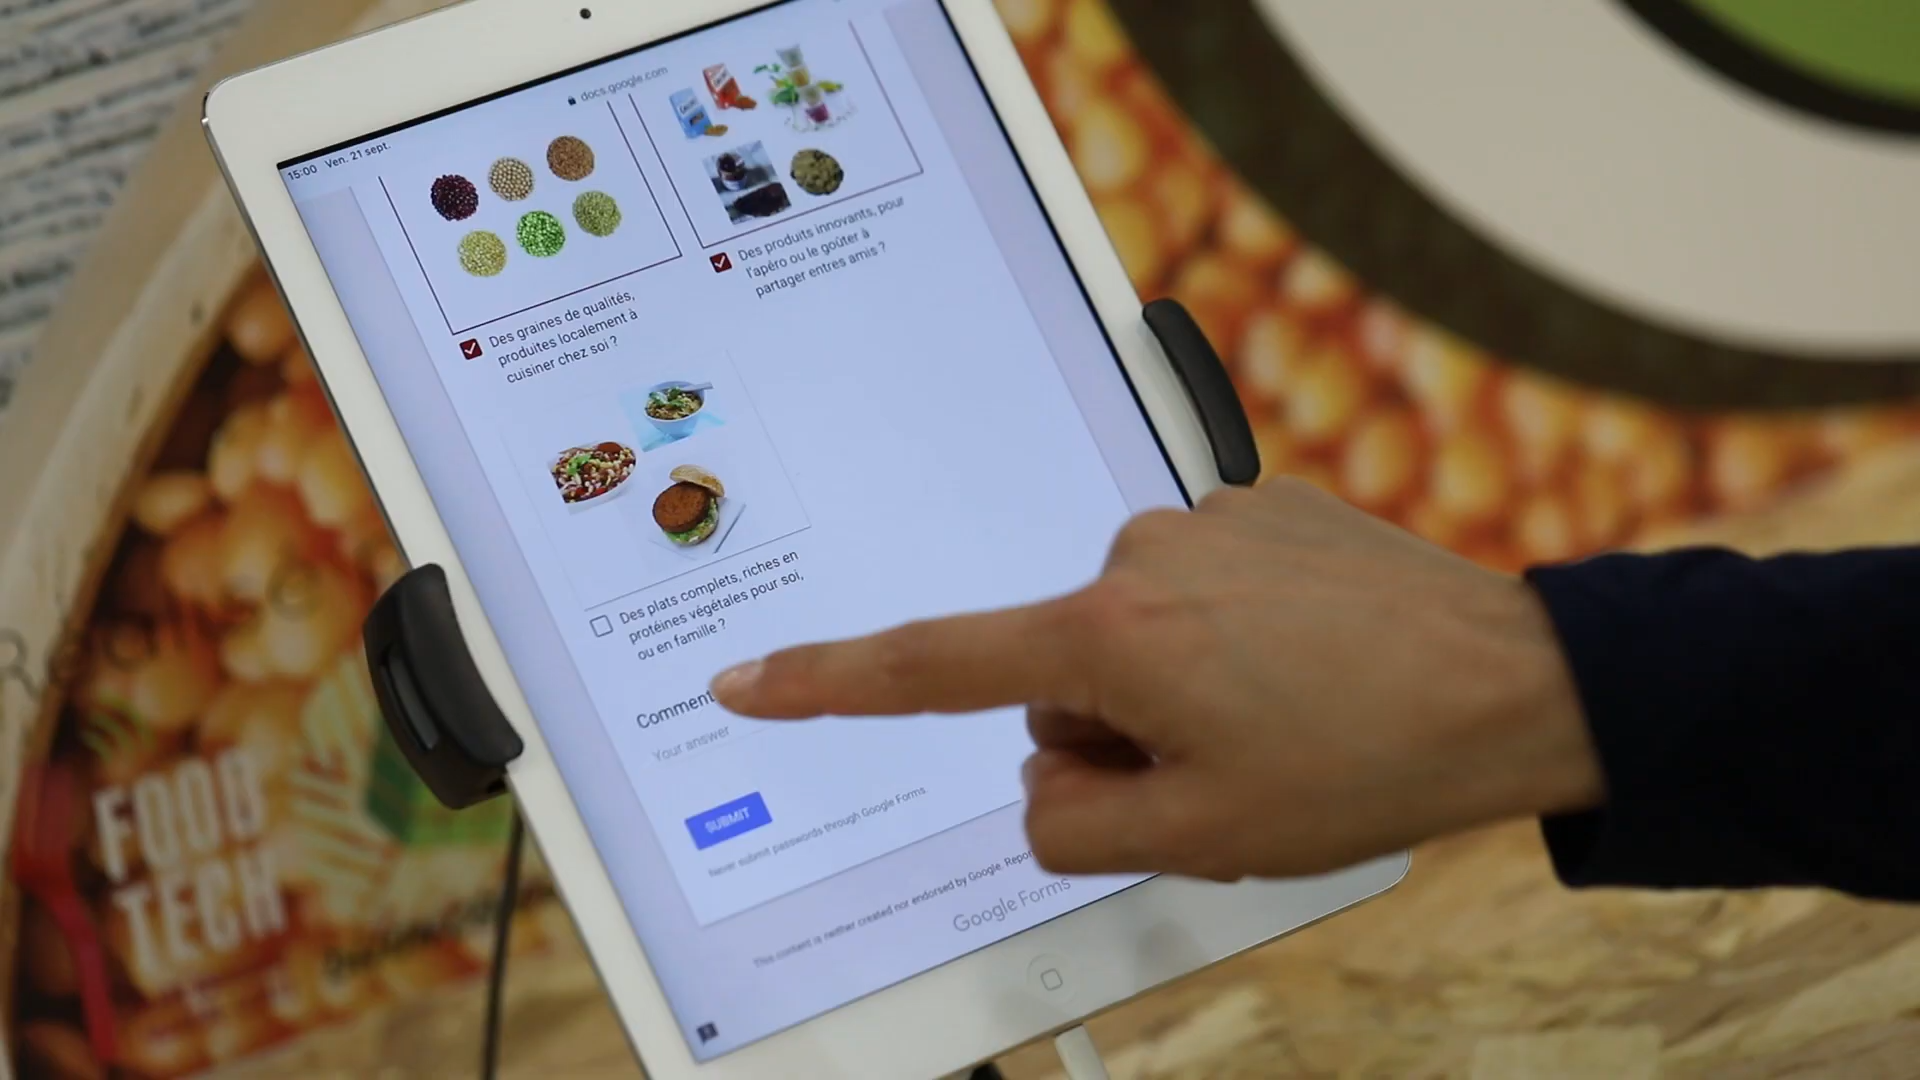 docs.google.com
15:00 Ven. 21 sept.
Des graines de qualités,
produites localement à
cuisiner chez soi ?
Des produits innovants, pour
l'apéro ou le goûter à
partager entres amis ?
Des plats complets, riches en
protéines végétales pour soi,
ou en famille ?
Comment
Your answer
SUBMIT
Never submit passwords through Google Forms.
This content is neither created nor endorsed by Google. Repor
Google Forms
FOOD
TECH